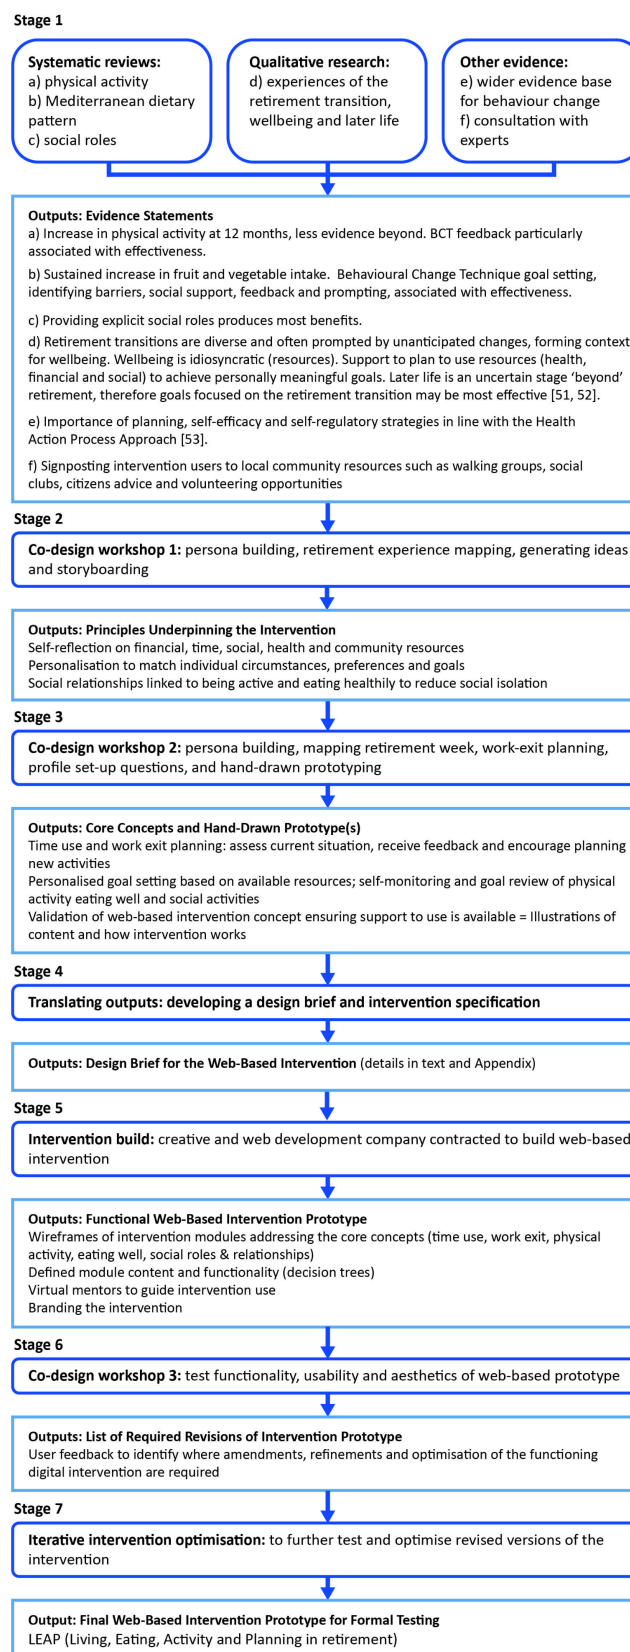 Stage 1
Systematic reviews:
a) physical activity
b) Mediterranean dietary
pattern
c) social roles
Qualitative research:
d) experiences of the
retirement transition,
wellbeing and later life
Other evidence:
e) wider evidence base
for behaviour change
f) consultation with
experts
Outputs: Evidence Statements
a) Increase in physical activity at 12 months, less evidence beyond. BCT feedback particularly
associated with effectiveness.
b) Sustained increase in fruit and vegetable intake. Behavioural Change Technique goal setting,
identifying barriers, social support, feedback and prompting, associated with effectiveness.
c) Providing explicit social roles produces most benefits.
d) Retirement transitions are diverse and often prompted by unanticipated changes, forming context
for wellbeing. Wellbeing is idiosyncratic (resources). Support to plan to use resources (health,
financial and social) to achieve personally meaningful goals. Later life is an uncertain stage ‘beyond’
retirement, therefore goals focused on the retirement transition may be most effective [51, 52].
e) Importance of planning, self-efficacy and self-regulatory strategies in line with the Health
Action Process Approach [53].
f) Signposting intervention users to local community resources such as walking groups, social
clubs, citizens advice and volunteering opportunities
Stage 2
Co-design workshop 1: persona building, retirement experience mapping, generating ideas
and storyboarding
Outputs: Principles Underpinning the Intervention
Self-reflection on financial, time, social, health and community resources
Personalisation to match individual circumstances, preferences and goals
Social relationships linked to being active and eating healthily to reduce social isolation
Stage 3
Co-design workshop 2: persona building, mapping retirement week, work-exit planning,
profile set-up questions, and hand-drawn prototyping
Outputs: Core Concepts and Hand-Drawn Prototype(s)
Time use and work exit planning: assess current situation, receive feedback and encourage planning
new activities
Personalised goal setting based on available resources; self-monitoring and goal review of physical
activity eating well and social activities
Validation of web-based intervention concept ensuring support to use is available = Illustrations of
content and how intervention works
Stage 4
Translating outputs: developing a design brief and intervention specification
Outputs: Design Brief for the Web-Based Intervention (details in text and Appendix)
Stage 5
Intervention build: creative and web development company contracted to build web-based
intervention
Outputs: Functional Web-Based Intervention Prototype
Wireframes of intervention modules addressing the core concepts (time use, work exit, physical
activity, eating well, social roles & relationships)
Defined module content and functionality (decision trees)
Virtual mentors to guide intervention use
Branding the intervention
Stage 6
Co-design workshop 3: test functionality, usability and aesthetics of web-based prototype
Outputs: List of Required Revisions of Intervention Prototype
User feedback to identify where amendments, refinements and optimisation of the functioning
digital intervention are required
Stage 7
Iterative intervention optimisation: to further test and optimise revised versions of the
intervention
Output: Final Web-Based Intervention Prototype for Formal Testing
LEAP (Living, Eating, Activity and Planning in retirement)